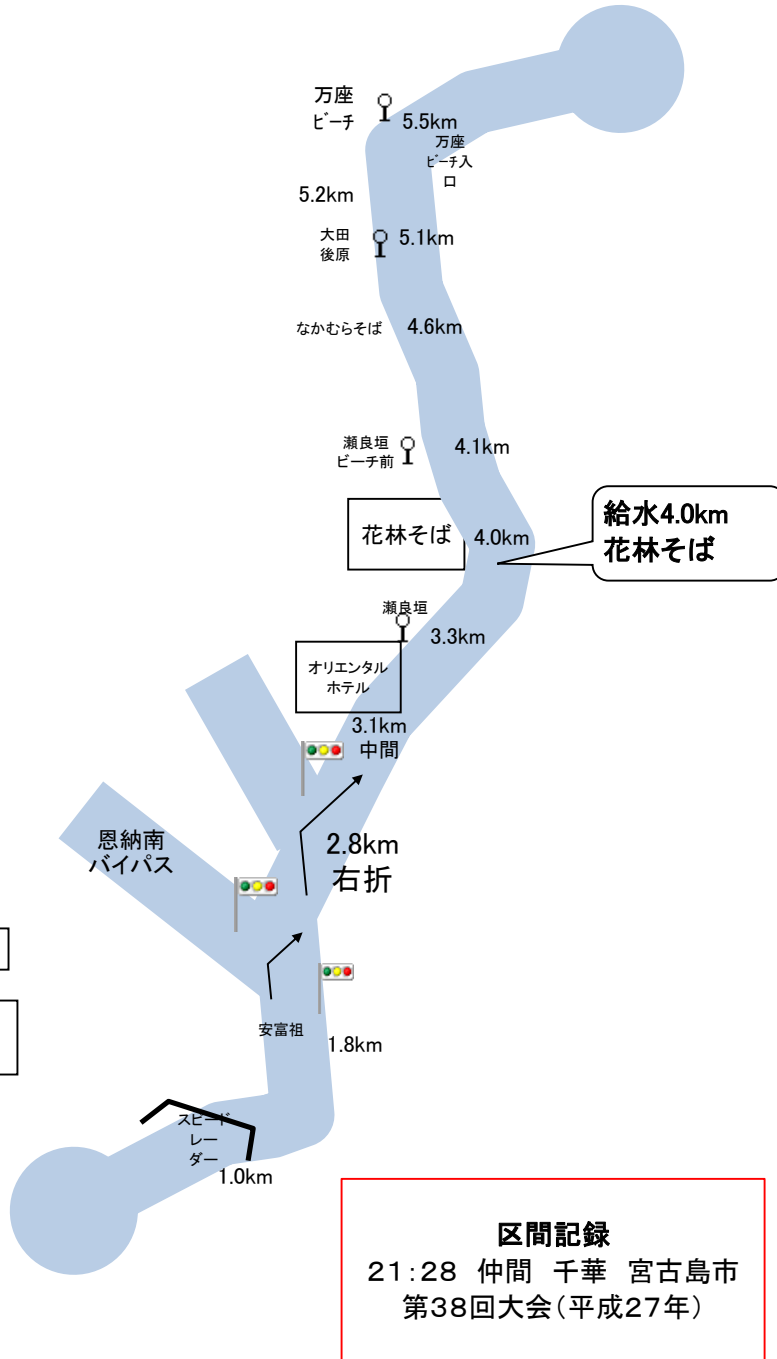 万座
ビーチ
5.5km
万座
ビーチ入
口
5.2km
大田
後原
5.1km
なかむらそば
4.6km
瀬良垣
ビーチ前
4.1km
花林そば
4.0km
給水4.0km
花林そば
瀬良垣
3.3km
オリエンタル
ホテル
3.1km
中間
恩納南
バイパス
2.8km
右折
安富祖
1.8km
スピード
レー
ダー
1.0km
区間記録
21:28 仲間 千華 宮古島市
第38回大会(平成27年)